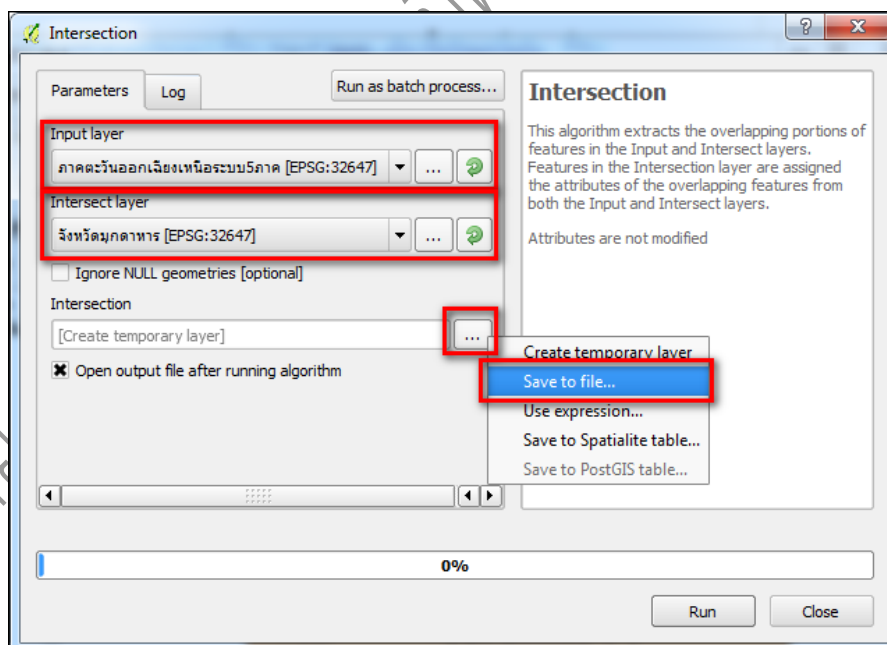 Intersection
Parameters
Log
Run as batch process...
Input layer
ภาคตะวันออกเฉียงเหนือระบบ5ภาค [EPSG:32647]
...
Intersect layer
จังหวัดมุกดาหาร [EPSG:32647]
...
Ignore NULL geometries [optional]
Intersection
[Create temporary layer]
...
Open output file after running algorithm
Create temporary layer
Save to file...
Use expression...
Save to Spatialite table...
Save to PostGIS table...
Intersection
This algorithm extracts the overlapping portions of
features in the Input and Intersect layers.
Features in the Intersection layer are assigned
the attributes of the overlapping features from
both the Input and Intersect layers.
Attributes are not modified
0%
Run
Close